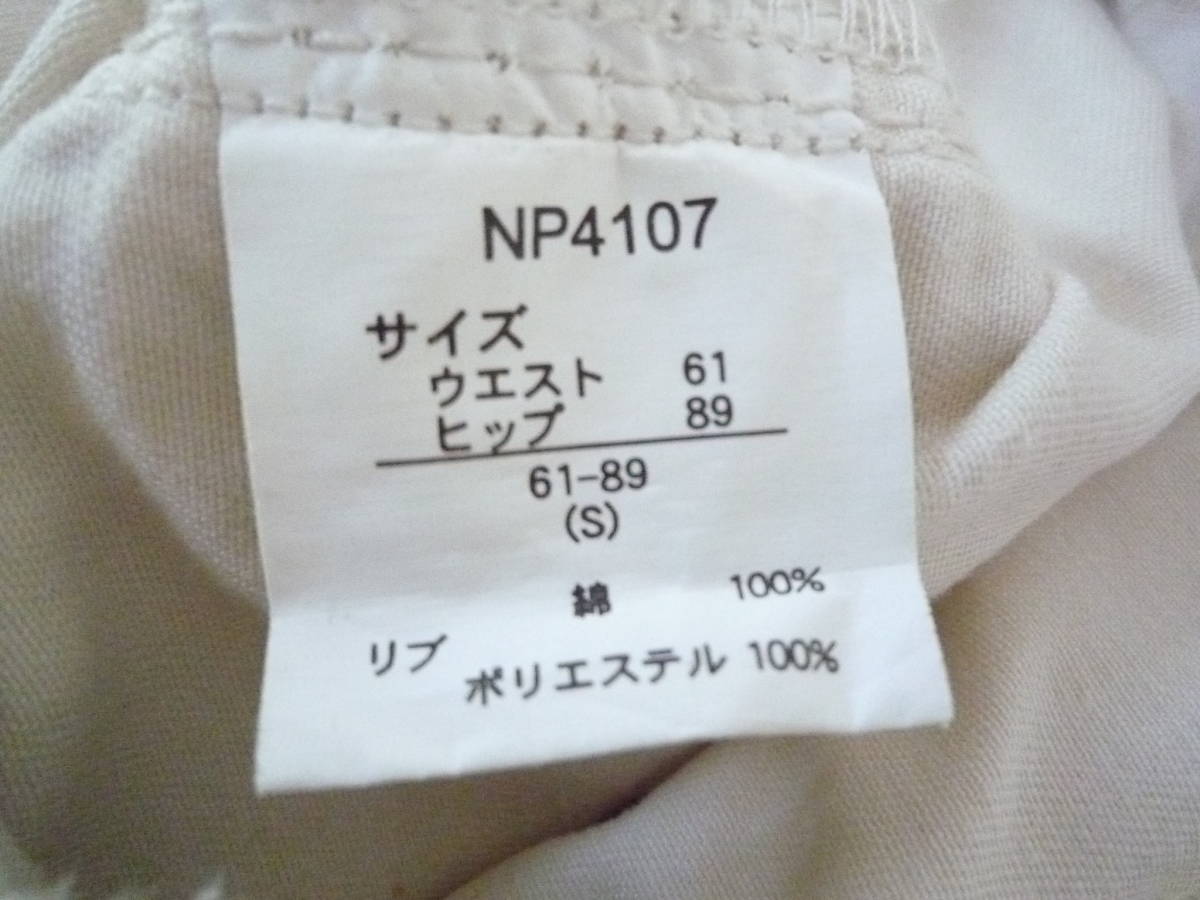 NP4107
サイズ
ウエスト 61
ヒップ 89
61-89
(S)
綿 100%
リブ
ポリエステル 100%